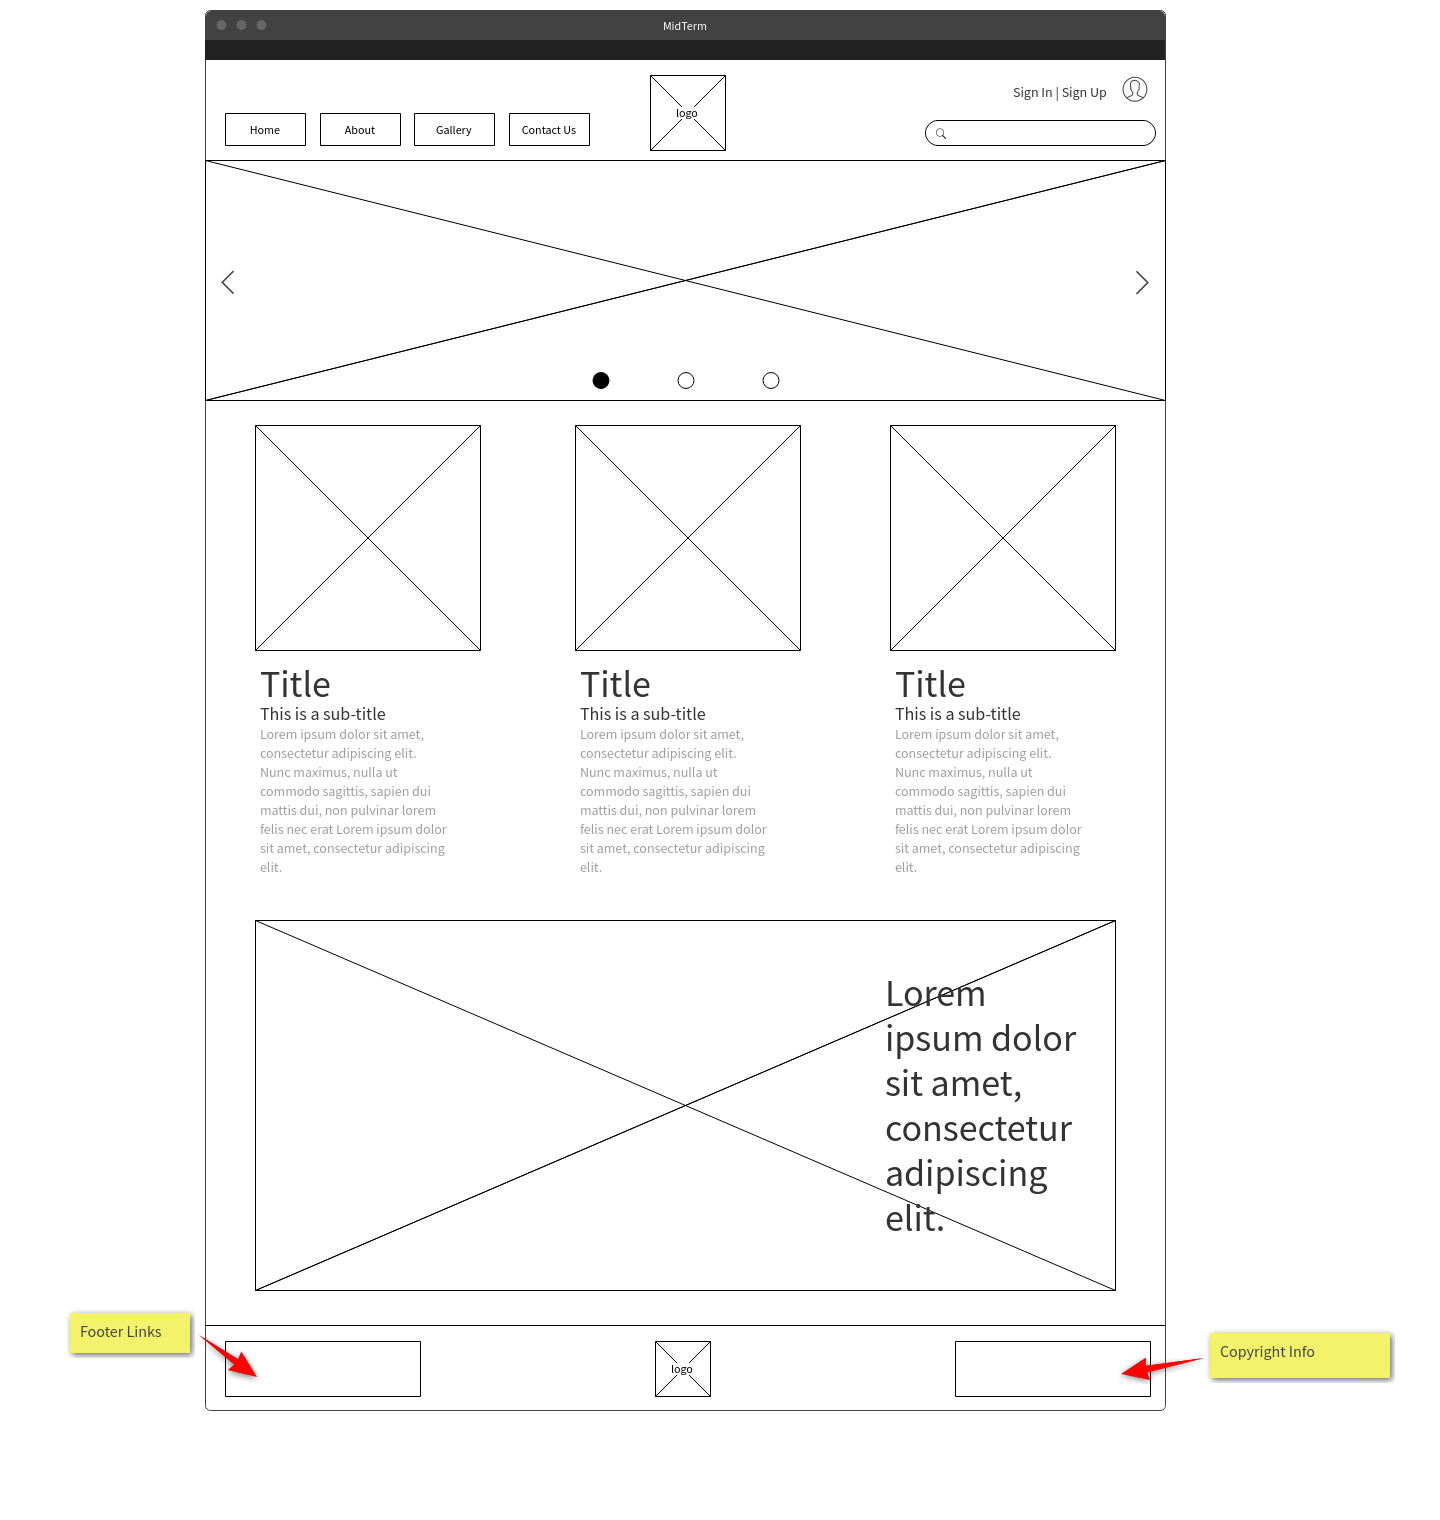 MidTerm
logo
Sign In | Sign Up
Home
About
Gallery
Contact Us
Title
This is a sub-title
Lorem ipsum dolor sit amet,
consectetur adipiscing elit.
Nunc maximus, nulla ut
commodo sagittis, sapien dui
mattis dui, non pulvinar lorem
felis nec erat Lorem ipsum dolor
sit amet, consectetur adipiscing
elit.
Title
This is a sub-title
Lorem ipsum dolor sit amet,
consectetur adipiscing elit.
Nunc maximus, nulla ut
commodo sagittis, sapien dui
mattis dui, non pulvinar lorem
felis nec erat Lorem ipsum dolor
sit amet, consectetur adipiscing
elit.
Title
This is a sub-title
Lorem ipsum dolor sit amet,
consectetur adipiscing elit.
Nunc maximus, nulla ut
commodo sagittis, sapien dui
mattis dui, non pulvinar lorem
felis nec erat Lorem ipsum dolor
sit amet, consectetur adipiscing
elit.
Lorem
ipsum dolor
sit amet,
consectetur
adipiscing
elit.
Footer Links
logo
Copyright Info